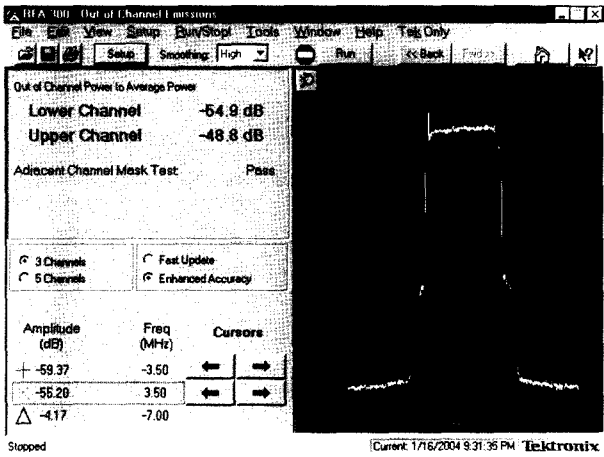 RFA 300 Out of Channel Emissions
File Edit View Setup Run/Stop! Tools Window Help Tek Only
Setup Smoothing: High Run << Back Fwd >>
Out of Channel Power to Average Power
Lower Channel -54.9 dB
Upper Channel -48.8 dB
Adjacent Channel Mask Test: Pass
3 Channels Fast Update
5 Channels Enhanced Accuracy
Amplitude (dB) Freq (MHz) Cursors
-59.37 -3.50
-55.20 3.50
Δ -4.17 -7.00
Stopped Current: 1/16/2004 9:31:35 PM Tektronix